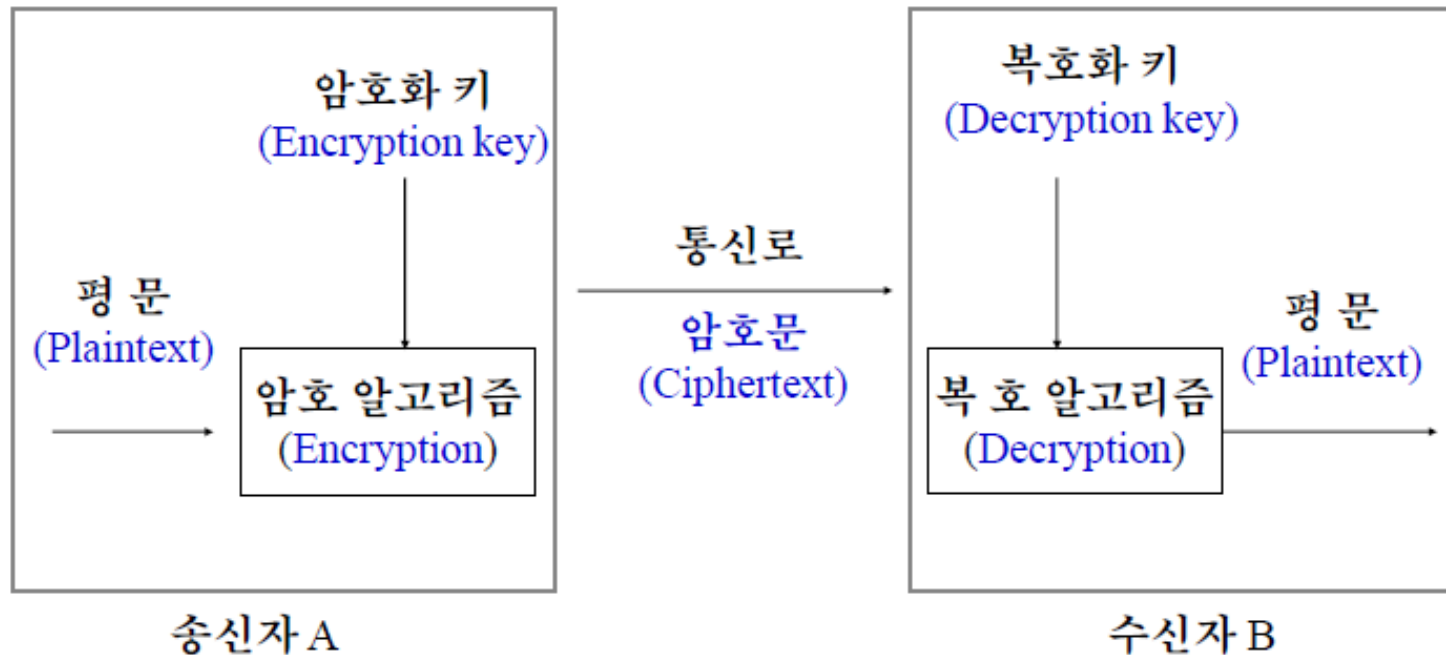 암호화 키
(Encryption key)
평 문
(Plaintext)
암호 알고리즘
(Encryption)
송신자 A
통신로
암호문
(Ciphertext)
복호화 키
(Decryption key)
복 호 알고리즘
(Decryption)
평 문
(Plaintext)
수신자 B